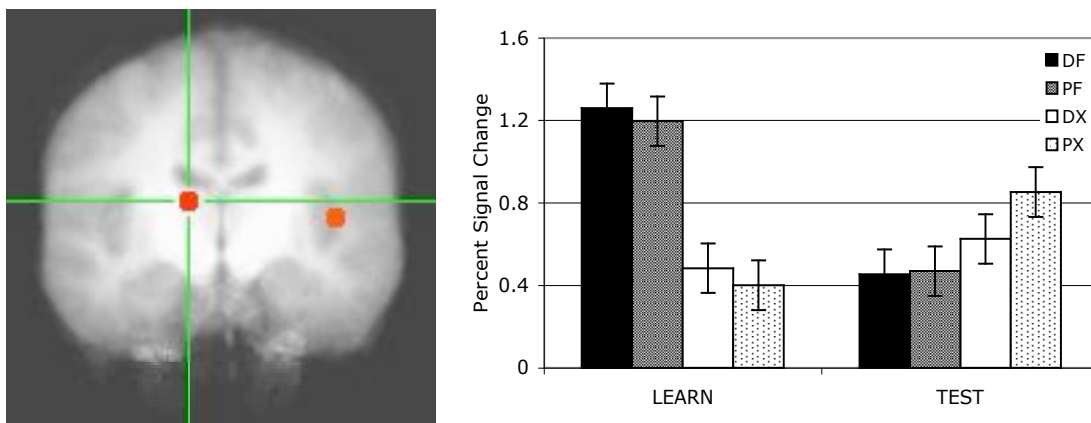 Percent Signal Change
1.6
1.2
0.8
0.4
0
DF
PF
DX
PX
LEARN TEST